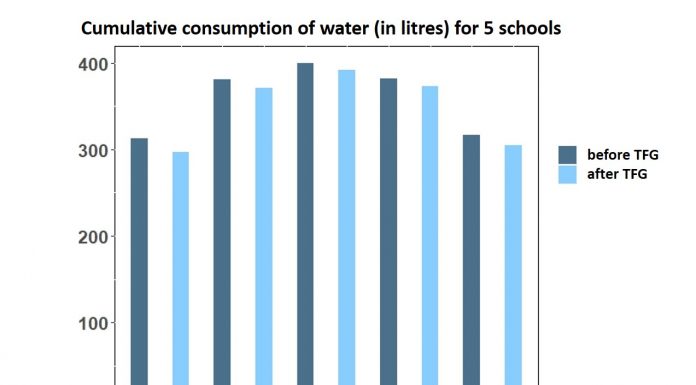 Cumulative consumption of water (in litres) for 5 schools
400
300
200
100
before TFG
after TFG